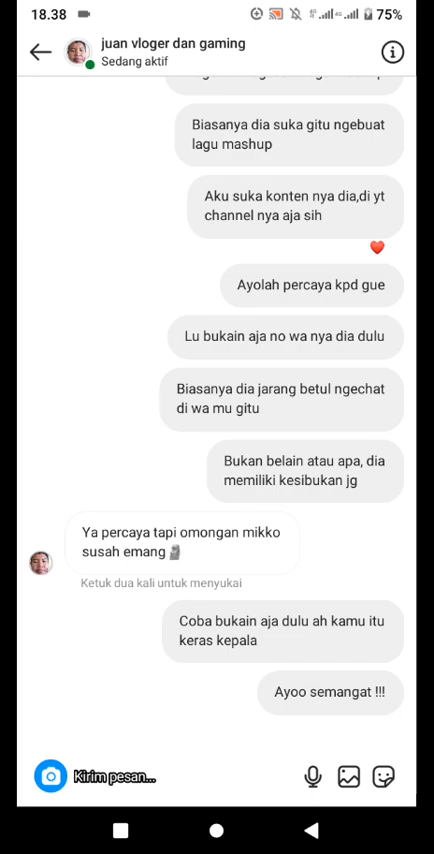 18.38
4G 4G 75%
juan vloger dan gaming
Sedang aktif
Biasanya dia suka gitu ngebuat
lagu mashup
Aku suka konten nya dia,di yt
channel nya aja sih
Ayolah percaya kpd gue
Lu bukain aja no wa nya dia dulu
Biasanya dia jarang betul ngechat
di wa mu gitu
Bukan belain atau apa, dia
memiliki kesibukan jg
Ya percaya tapi omongan mikko
susah emang🗿
Ketuk dua kali untuk menyukai
Coba bukain aja dulu ah kamu itu
keras kepala
Ayoo semangat !!!
Kirim pesan...